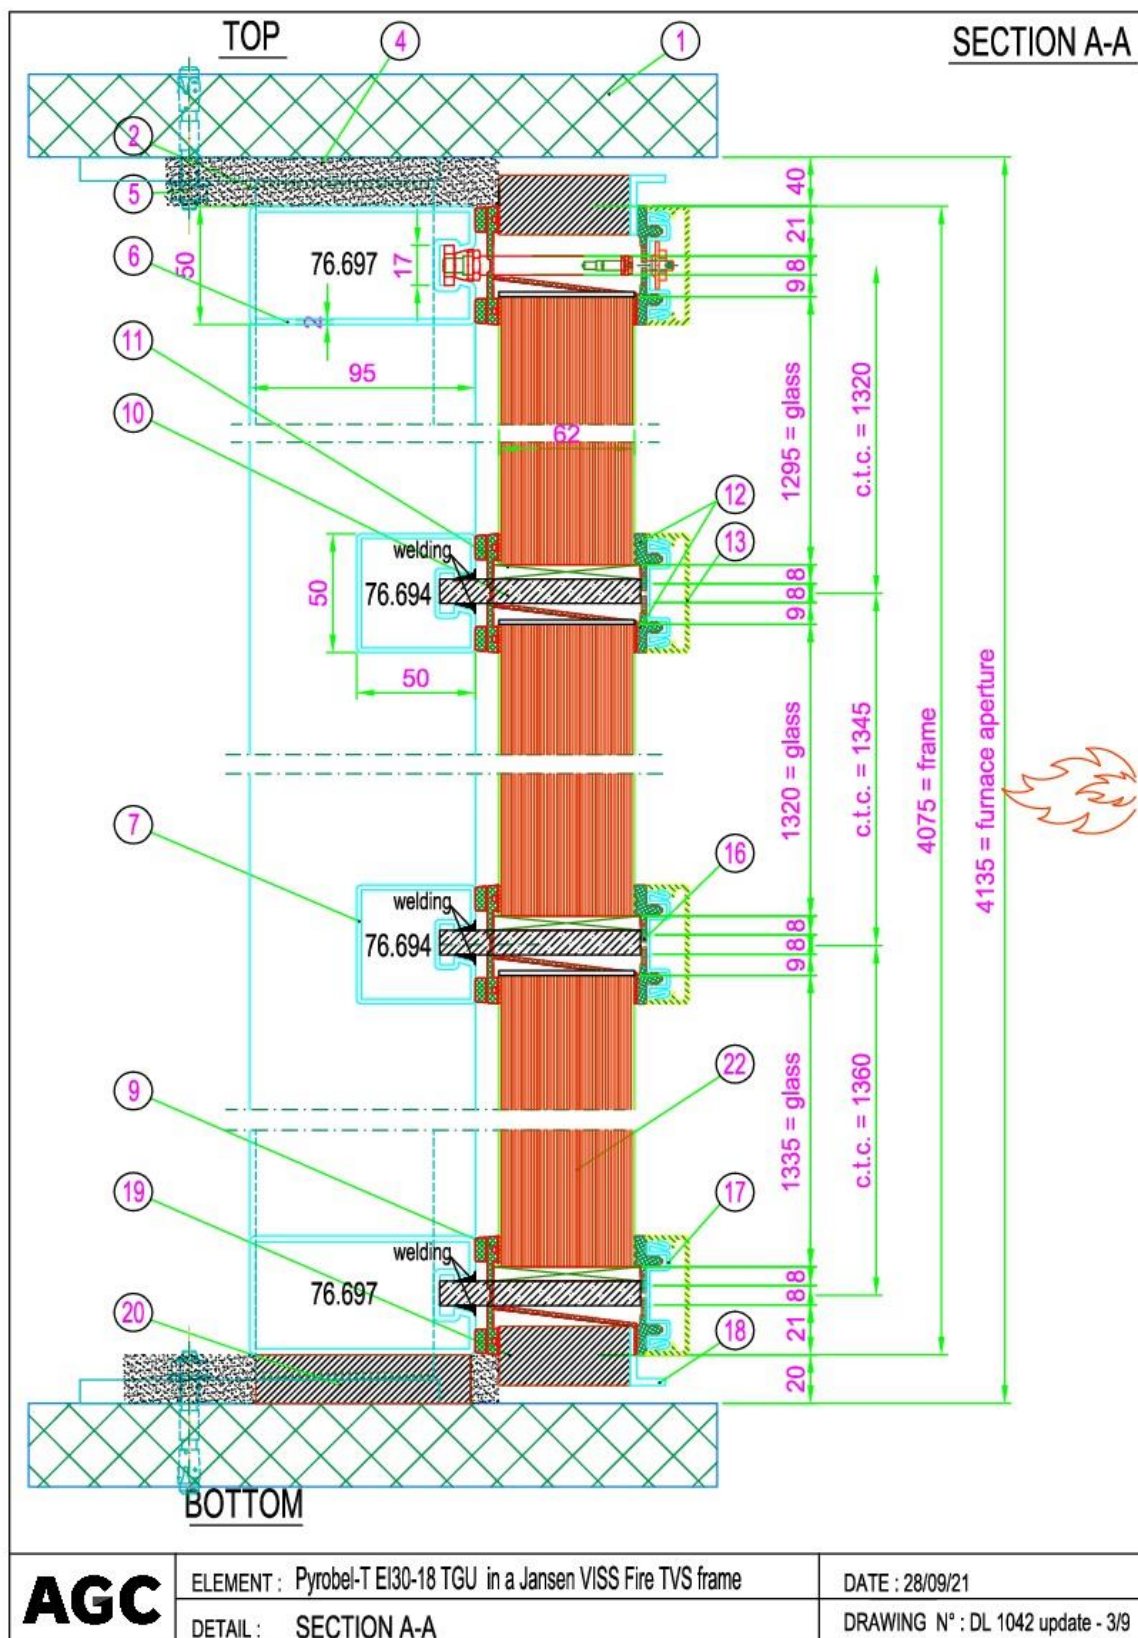 TOP
SECTION A-A
4
1
2
5
6
11
10
7
9
19
20
12
13
16
22
17
18
50
76.697
17
2
95
62
welding
50
76.694
50
welding
76.694
welding
76.697
40
21
8
9
1295 = glass
8
8
9
1320 = glass
8
8
9
1335 = glass
8
8
21
20
c.t.c. = 1320
c.t.c. = 1345
c.t.c. = 1360
4075 = frame
4135 = furnace aperture
BOTTOM
AGC
ELEMENT : Pyrobel-T EI30-18 TGU in a Jansen VISS Fire TVS frame
DATE : 28/09/21
DETAIL : SECTION A-A
DRAWING N° : DL 1042 update - 3/9